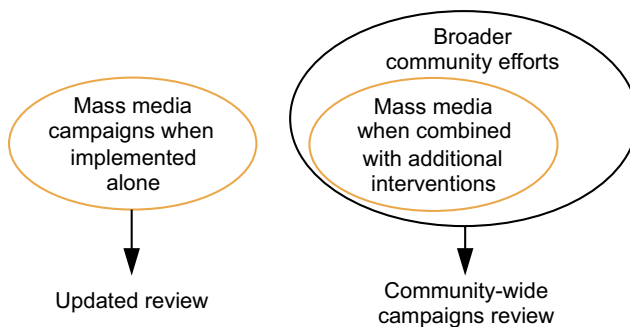 Mass media
campaigns when
implemented
alone
Updated review
Broader
community efforts
Mass media
when combined
with additional
interventions
Community-wide
campaigns review